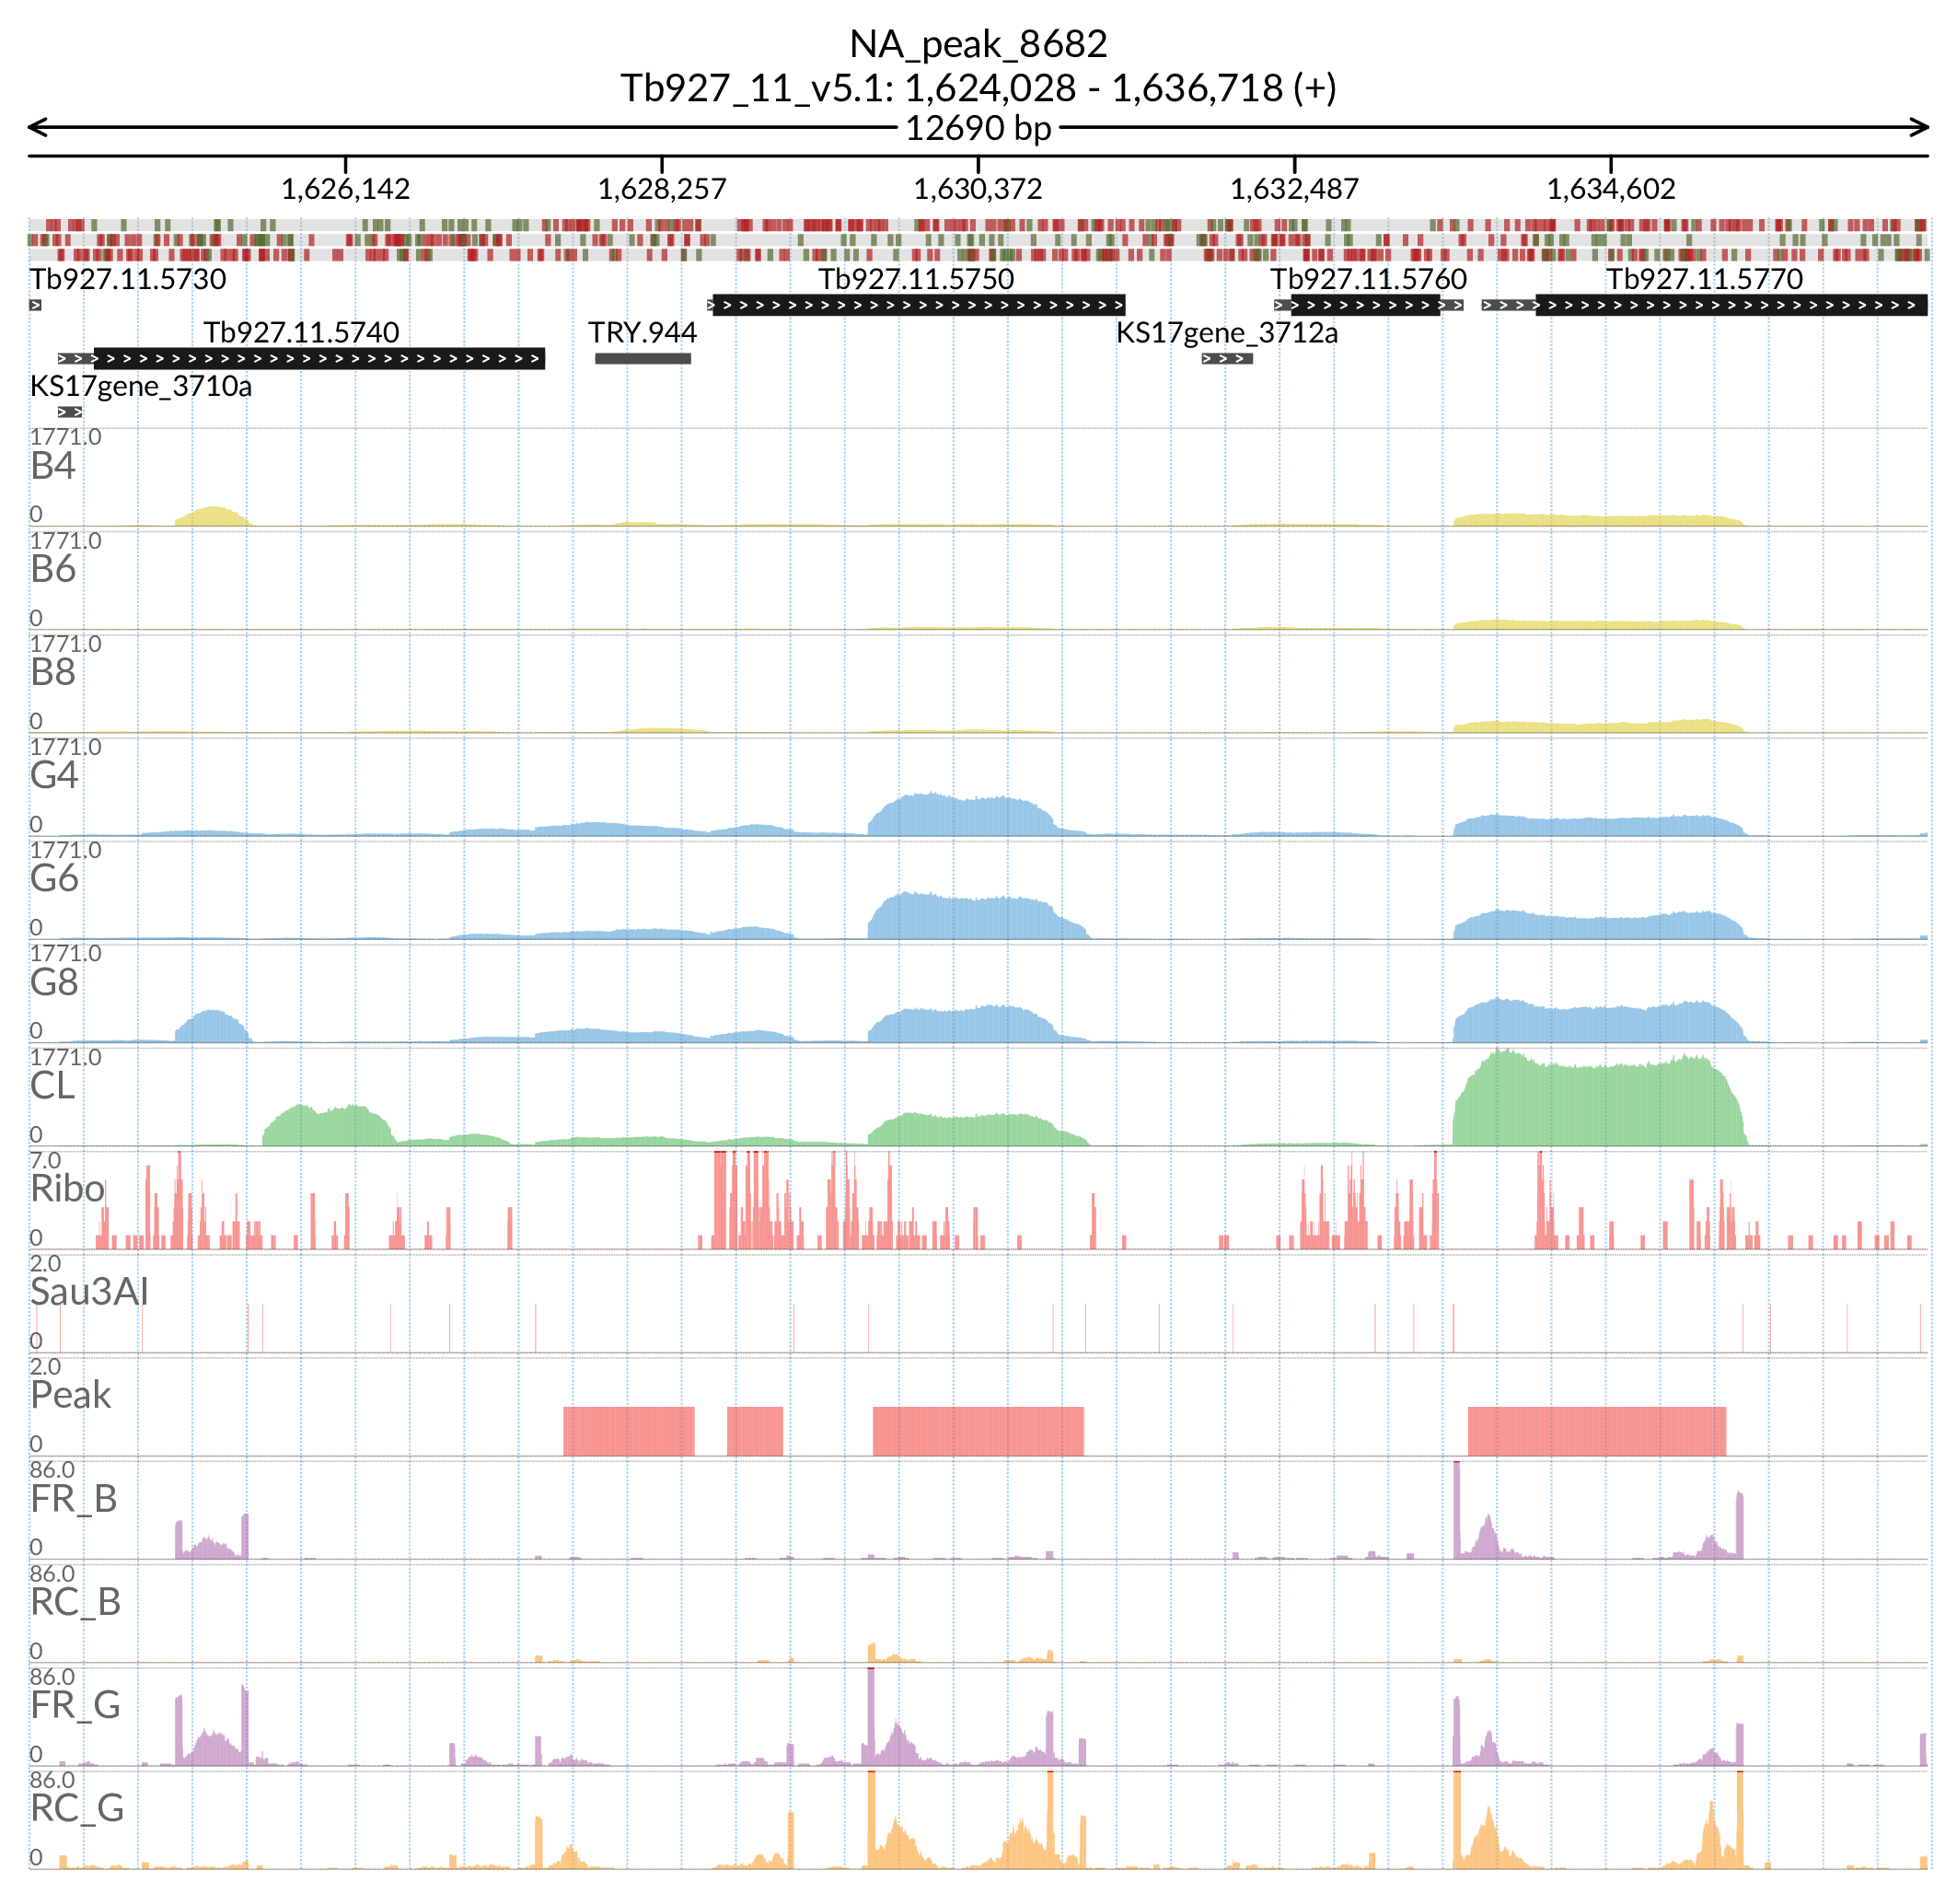 NA_peak_8682
Tb927_11_v5.1: 1,624,028 - 1,636,718 (+)
12690 bp
1,626,142 1,628,257 1,630,372 1,632,487 1,634,602
Tb927.11.5730 Tb927.11.5750 Tb927.11.5760 Tb927.11.5770
Tb927.11.5740 TRY.944 KS17gene_3712a
KS17gene_3710a
1771.0
B4
0
1771.0
B6
0
1771.0
B8
0
1771.0
G4
0
1771.0
G6
0
1771.0
G8
0
1771.0
CL
0
7.0
Ribo
0
2.0
Sau3AI
0
2.0
Peak
0
86.0
FR_B
0
86.0
RC_B
0
86.0
FR_G
0
86.0
RC_G
0